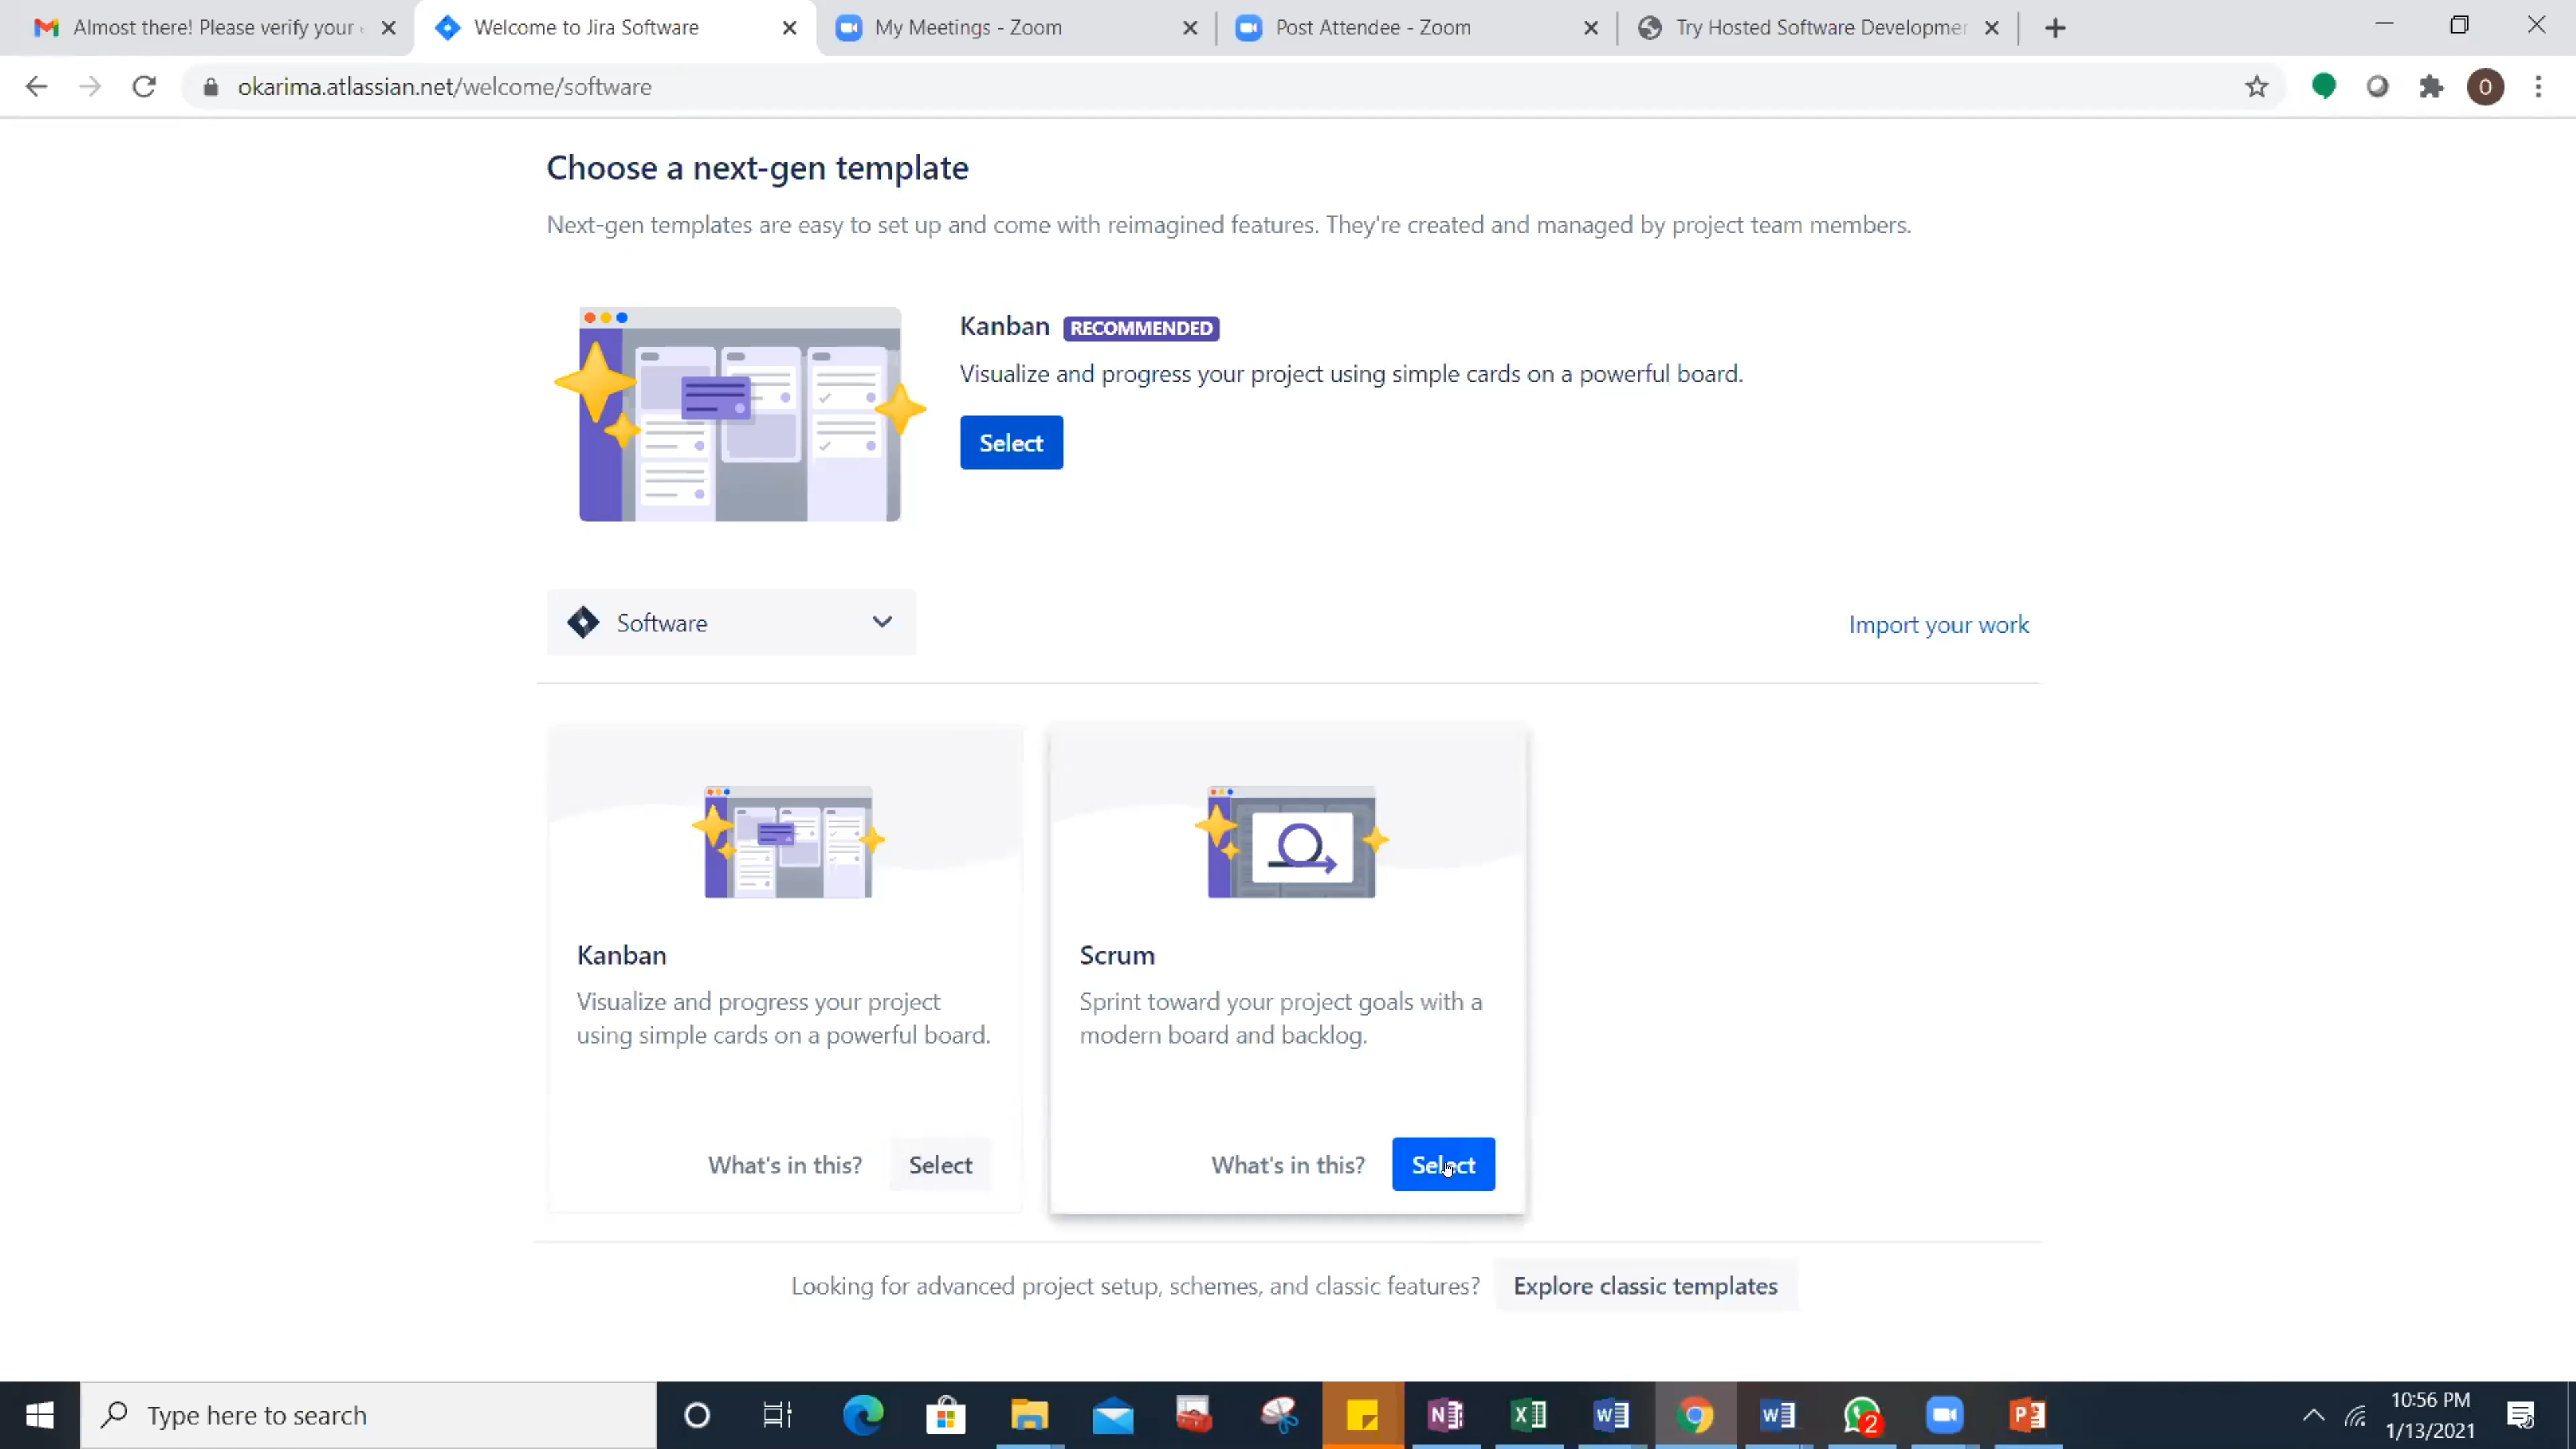 Almost there! Please verify your
Welcome to Jira Software
My Meetings - Zoom
Post Attendee - Zoom
Try Hosted Software Developmen
okarima.atlassian.net/welcome/software
O
Choose a next-gen template
Next-gen templates are easy to set up and come with reimagined features. They're created and managed by project team members.
Kanban RECOMMENDED
Visualize and progress your project using simple cards on a powerful board.
Select
Software
Import your work
Kanban
Visualize and progress your project
using simple cards on a powerful board.
What's in this?
Select
Scrum
Sprint toward your project goals with a
modern board and backlog.
What's in this?
Select
Looking for advanced project setup, schemes, and classic features?
Explore classic templates
Type here to search
2
10:56 PM
1/13/2021